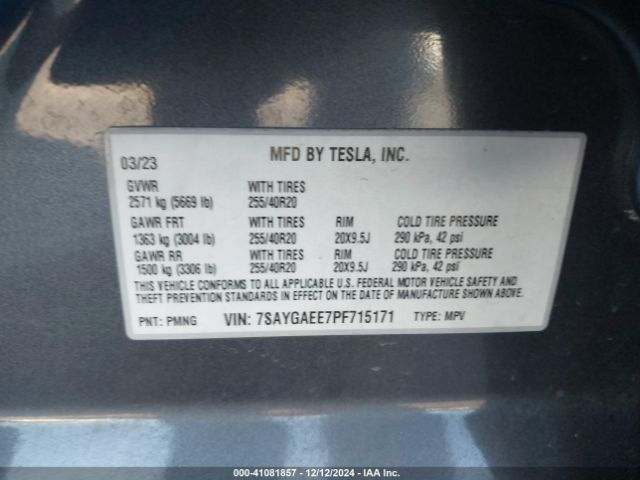 MFD BY TESLA, INC.
03/23
GVWR WITH TIRES
2571 kg (5669 lb) 255/40R20
GAWR FRT WITH TIRES RIM COLD TIRE PRESSURE
1363 kg (3004 lb) 255/40R20 20X9.5J 290 kPa, 42 psi
GAWR RR WITH TIRES RIM COLD TIRE PRESSURE
1500 kg (3306 lb) 255/40R20 20X9.5J 290 kPa, 42 psi
THIS VEHICLE CONFORMS TO ALL APPLICABLE U.S. FEDERAL MOTOR VEHICLE SAFETY AND
THEFT PREVENTION STANDARDS IN EFFECT ON THE DATE OF MANUFACTURE SHOWN ABOVE.
PNT: PMNG VIN: 7SAYGAEE7PF715171 TYPE: MPV
000-41081857 - 12/12/2024 - IAA Inc.